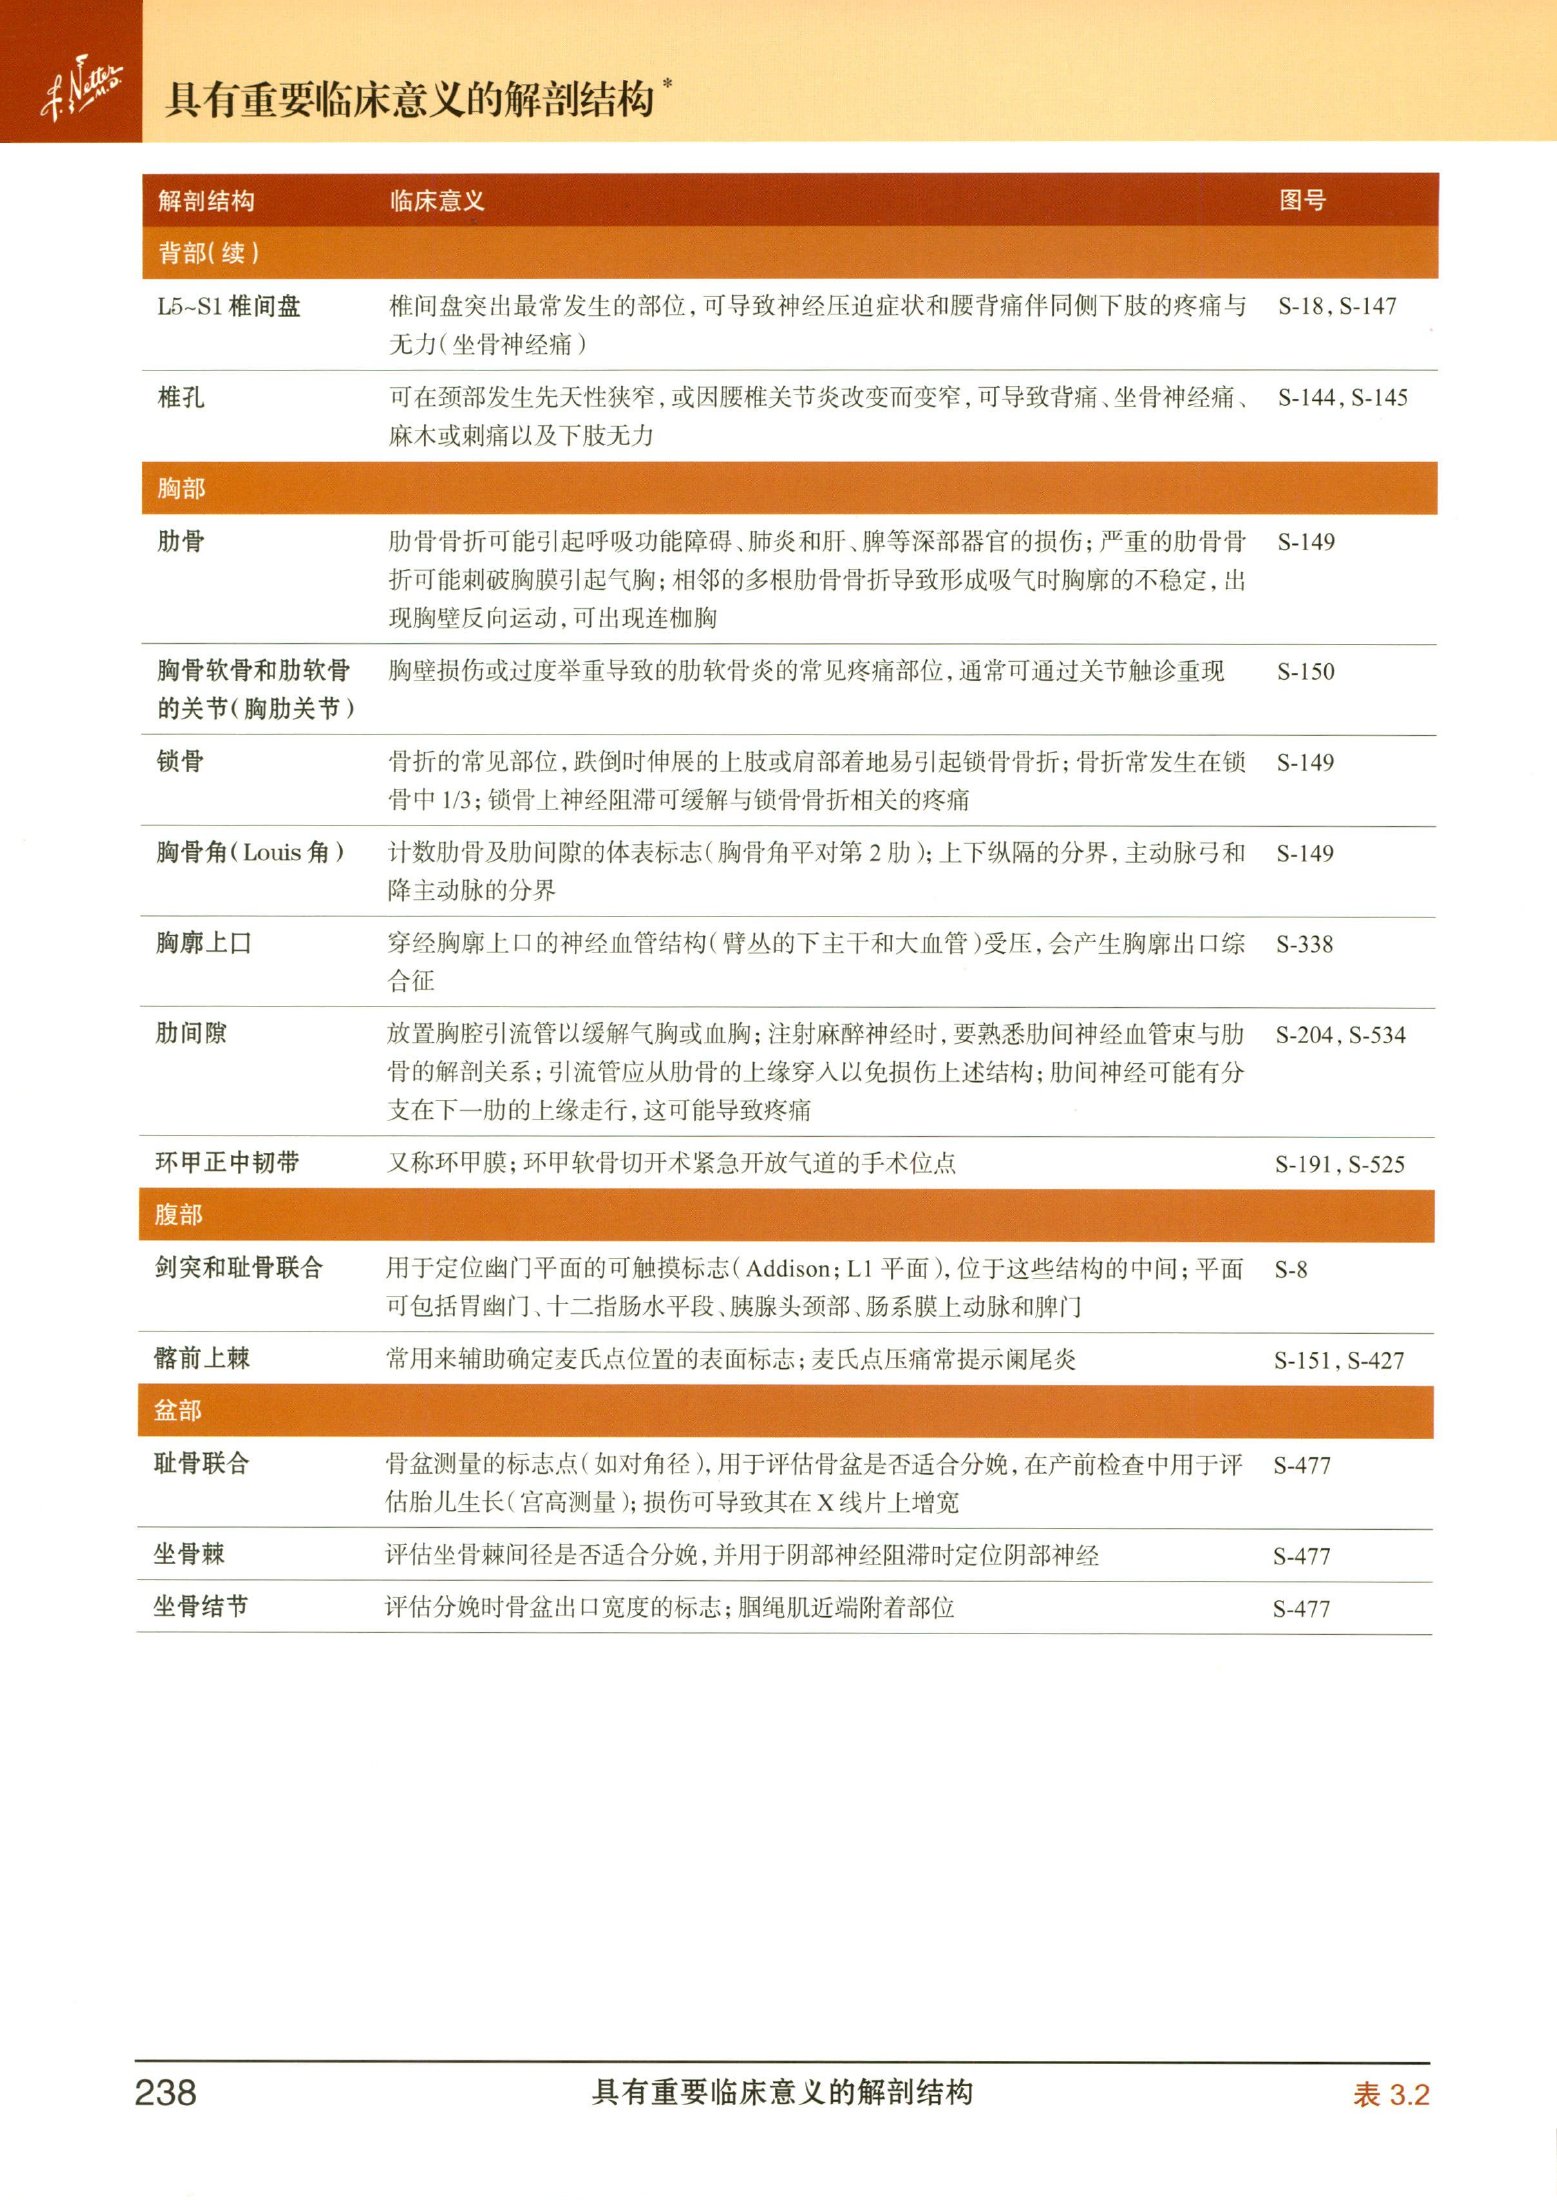 F. Netter M.D.
具有重要临床意义的解剖结构*
解剖结构 临床意义 图号
背部(续)
L5~S1 椎间盘 椎间盘突出最常发生的部位,可导致神经压迫症状和腰背痛伴同侧下肢的疼痛与 S-18, S-147
无力(坐骨神经痛)
椎孔 可在颈部发生先天性狭窄,或因腰椎关节炎改变而变窄,可导致背痛、坐骨神经痛、 S-144, S-145
麻木或刺痛以及下肢无力
胸部
肋骨 肋骨骨折可能引起呼吸功能障碍、肺炎和肝、脾等深部器官的损伤;严重的肋骨骨 S-149
折可能刺破胸膜引起气胸;相邻的多根肋骨骨折导致形成吸气时胸廓的不稳定,出
现胸壁反向运动,可出现连枷胸
胸骨软骨和肋软骨 胸壁损伤或过度举重导致的肋软骨炎的常见疼痛部位,通常可通过关节触诊重现 S-150
的关节(胸肋关节)
锁骨 骨折的常见部位,跌倒时伸展的上肢或肩部着地易引起锁骨骨折;骨折常发生在锁 S-149
骨中 1/3;锁骨上神经阻滞可缓解与锁骨骨折相关的疼痛
胸骨角(Louis 角) 计数肋骨及肋间隙的体表标志(胸骨角平对第 2 肋);上下纵隔的分界,主动脉弓和 S-149
降主动脉的分界
胸廓上口 穿经胸廓上口的神经血管结构(臂丛的下主干和大血管)受压,会产生胸廓出口综 S-338
合征
肋间隙 放置胸腔引流管以缓解气胸或血胸;注射麻醉神经时,要熟悉肋间神经血管束与肋 S-204, S-534
骨的解剖关系;引流管应从肋骨的上缘穿入以免损伤上述结构;肋间神经可能有分
支在下一肋的上缘走行,这可能导致疼痛
环甲正中韧带 又称环甲膜;环甲软骨切开术紧急开放气道的手术位点 S-191, S-525
腹部
剑突和耻骨联合 用于定位幽门平面的可触摸标志(Addison;L1 平面),位于这些结构的中间;平面 S-8
可包括胃幽门、十二指肠水平段、胰腺头颈部、肠系膜上动脉和脾门
髂前上棘 常用来辅助确定麦氏点位置的表面标志;麦氏点压痛常提示阑尾炎 S-151, S-427
盆部
耻骨联合 骨盆测量的标志点(如对角径),用于评估骨盆是否适合分娩,在产前检查中用于评 S-477
估胎儿生长(宫高测量);损伤可导致其在 X 线片上增宽
坐骨棘 评估坐骨棘间径是否适合分娩,并用于阴部神经阻滞时定位阴部神经 S-477
坐骨结节 评估分娩时骨盆出口宽度的标志;腘绳肌近端附着部位 S-477
238 具有重要临床意义的解剖结构 表 3.2